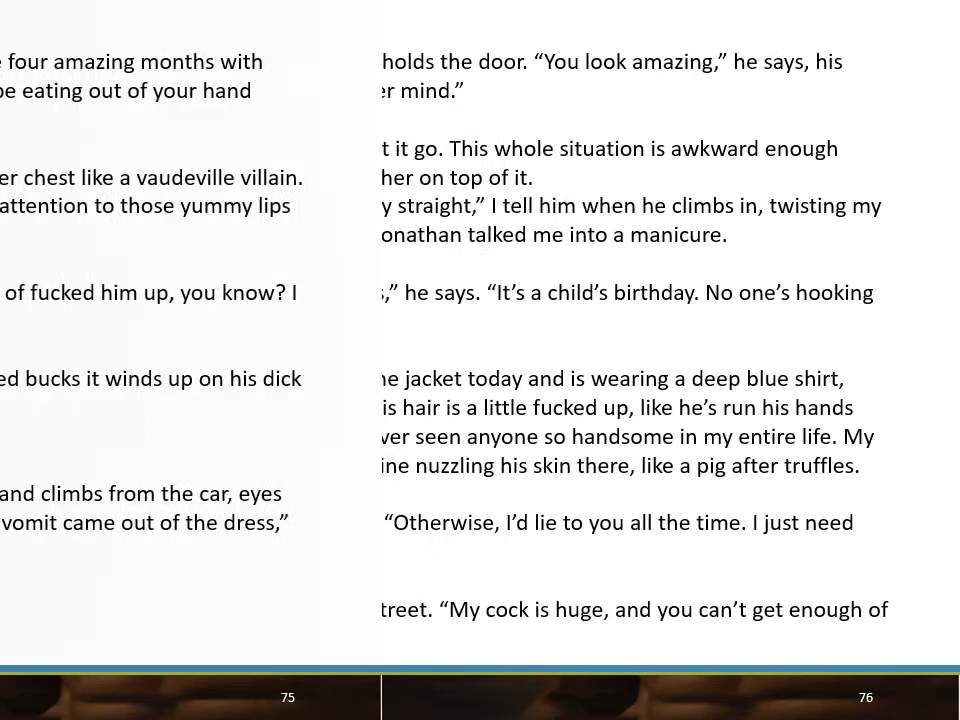 four amazing months with
be eating out of your hand
er chest like a vaudeville villain.
attention to those yummy lips
of fucked him up, you know? I
ed bucks it winds up on his dick
and climbs from the car, eyes
vomit came out of the dress,”
75
holds the door. “You look amazing,” he says, his
er mind.”
t it go. This whole situation is awkward enough
her on top of it.
y straight,” I tell him when he climbs in, twisting my
onathan talked me into a manicure.
s,” he says. “It’s a child’s birthday. No one’s hooking
he jacket today and is wearing a deep blue shirt,
is hair is a little fucked up, like he’s run his hands
ver seen anyone so handsome in my entire life. My
ine nuzzling his skin there, like a pig after truffles.
“Otherwise, I’d lie to you all the time. I just need
treet. “My cock is huge, and you can’t get enough of
76